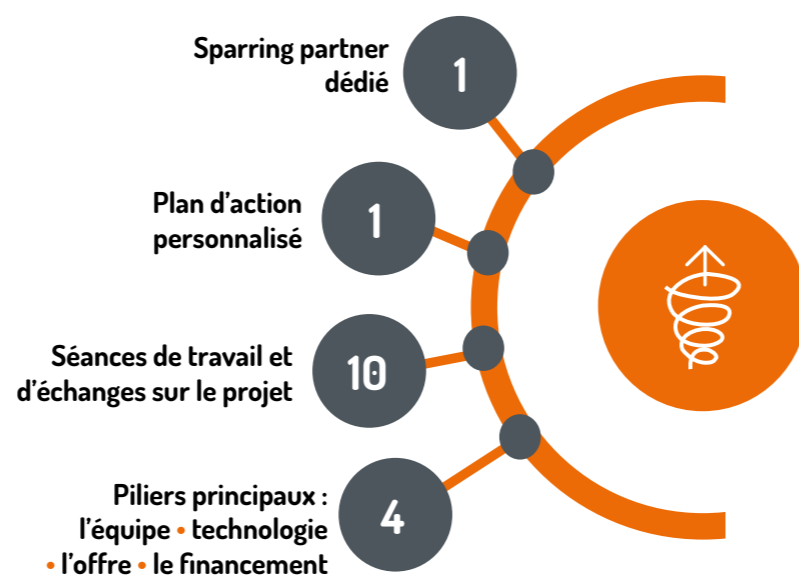 Sparring partner
dédié
1
Plan d’action
personnalisé
1
Séances de travail et
d’échanges sur le projet
10
Piliers principaux :
l’équipe • technologie
• l’offre • le financement
4